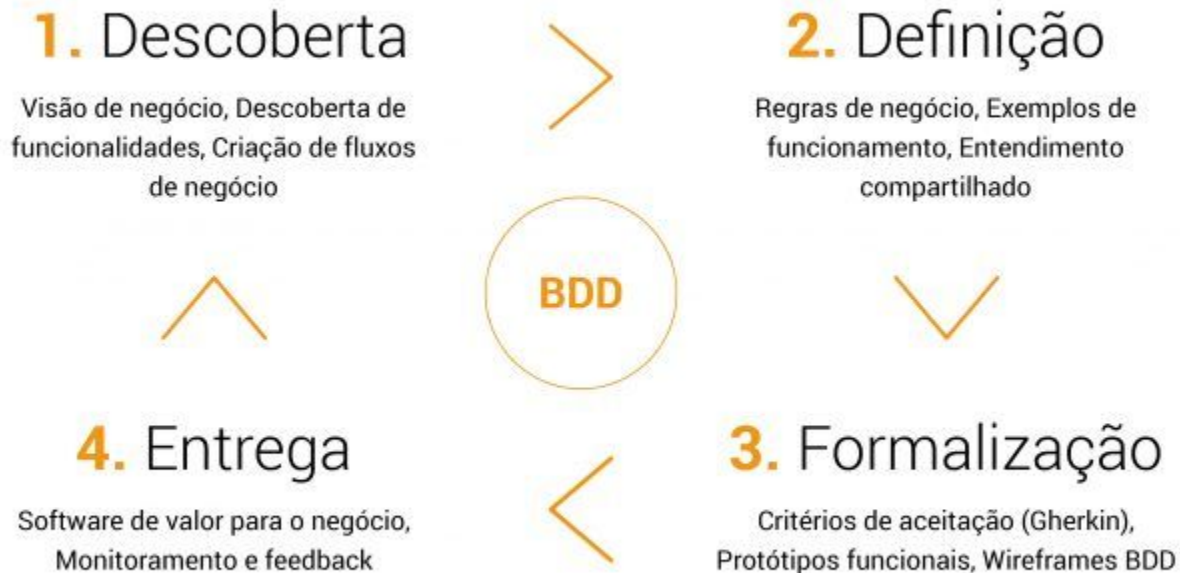 1. Descoberta
Visão de negócio, Descoberta de
funcionalidades, Criação de fluxos
de negócio
2. Definição
Regras de negócio, Exemplos de
funcionamento, Entendimento
compartilhado
BDD
3. Formalização
Critérios de aceitação (Gherkin),
Protótipos funcionais, Wireframes BDD
4. Entrega
Software de valor para o negócio,
Monitoramento e feedback